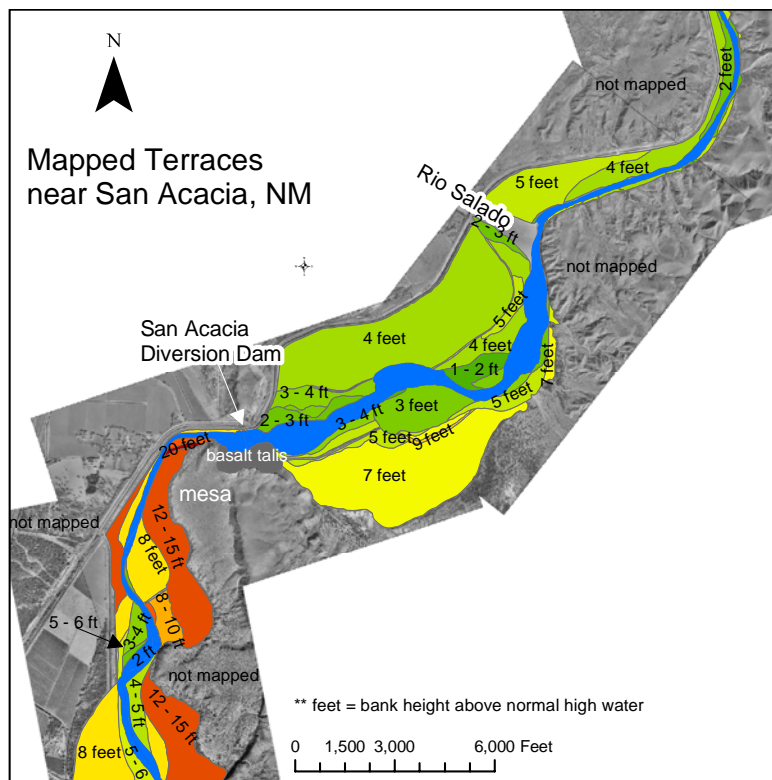 N
Mapped Terraces
near San Acacia, NM
2 feet
not mapped
4 feet
5 feet
Rio Salado
2 - 3 ft
not mapped
5 feet
San Acacia
Diversion Dam
4 feet
4 feet
1 - 2 ft
7 feet
3 - 4 ft
2 - 3 ft
3 - 4 ft
3 feet
5 feet
5 feet
9 feet
20 feet
basalt talis
7 feet
mesa
not mapped
12 - 15 ft
8 feet
8 - 10 ft
5 - 6 ft
3-4 ft
2 ft
not mapped
4 - 5 ft
12 - 15 ft
** feet = bank height above normal high water
8 feet
5 - 6
0 1,500 3,000 6,000 Feet